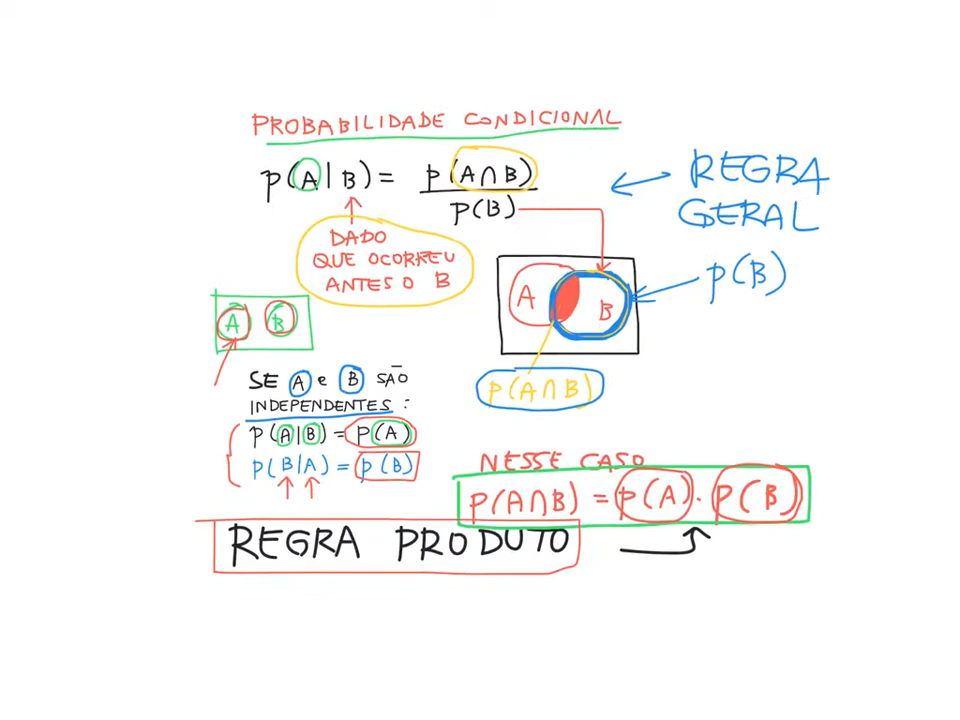 PROBABILIDADE CONDICIONAL
p(A|B) = p(A∩B)
p(B)
REGRA
GERAL
DADO
QUE OCORREU
ANTES O B
p(B)
A B
A B
p(A∩B)
SE A e B SÃO
INDEPENDENTES:
p(A|B) = p(A)
p(B|A) = p(B)
NESSE CASO
p(A∩B) = p(A) · p(B)
REGRA PRODUTO